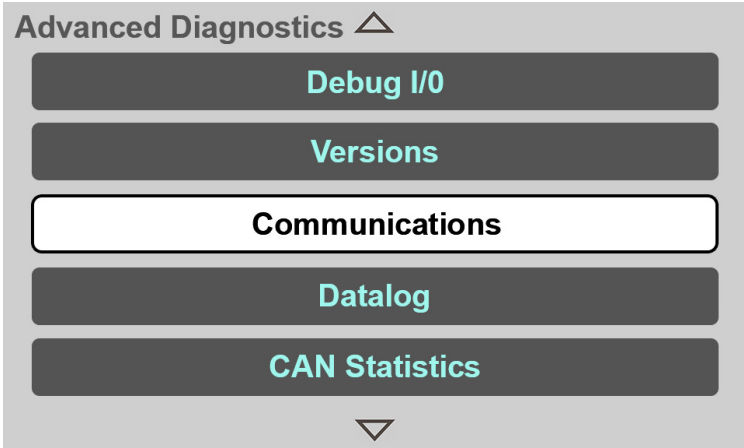 Advanced Diagnostics
Debug I/0
Versions
Communications
Datalog
CAN Statistics